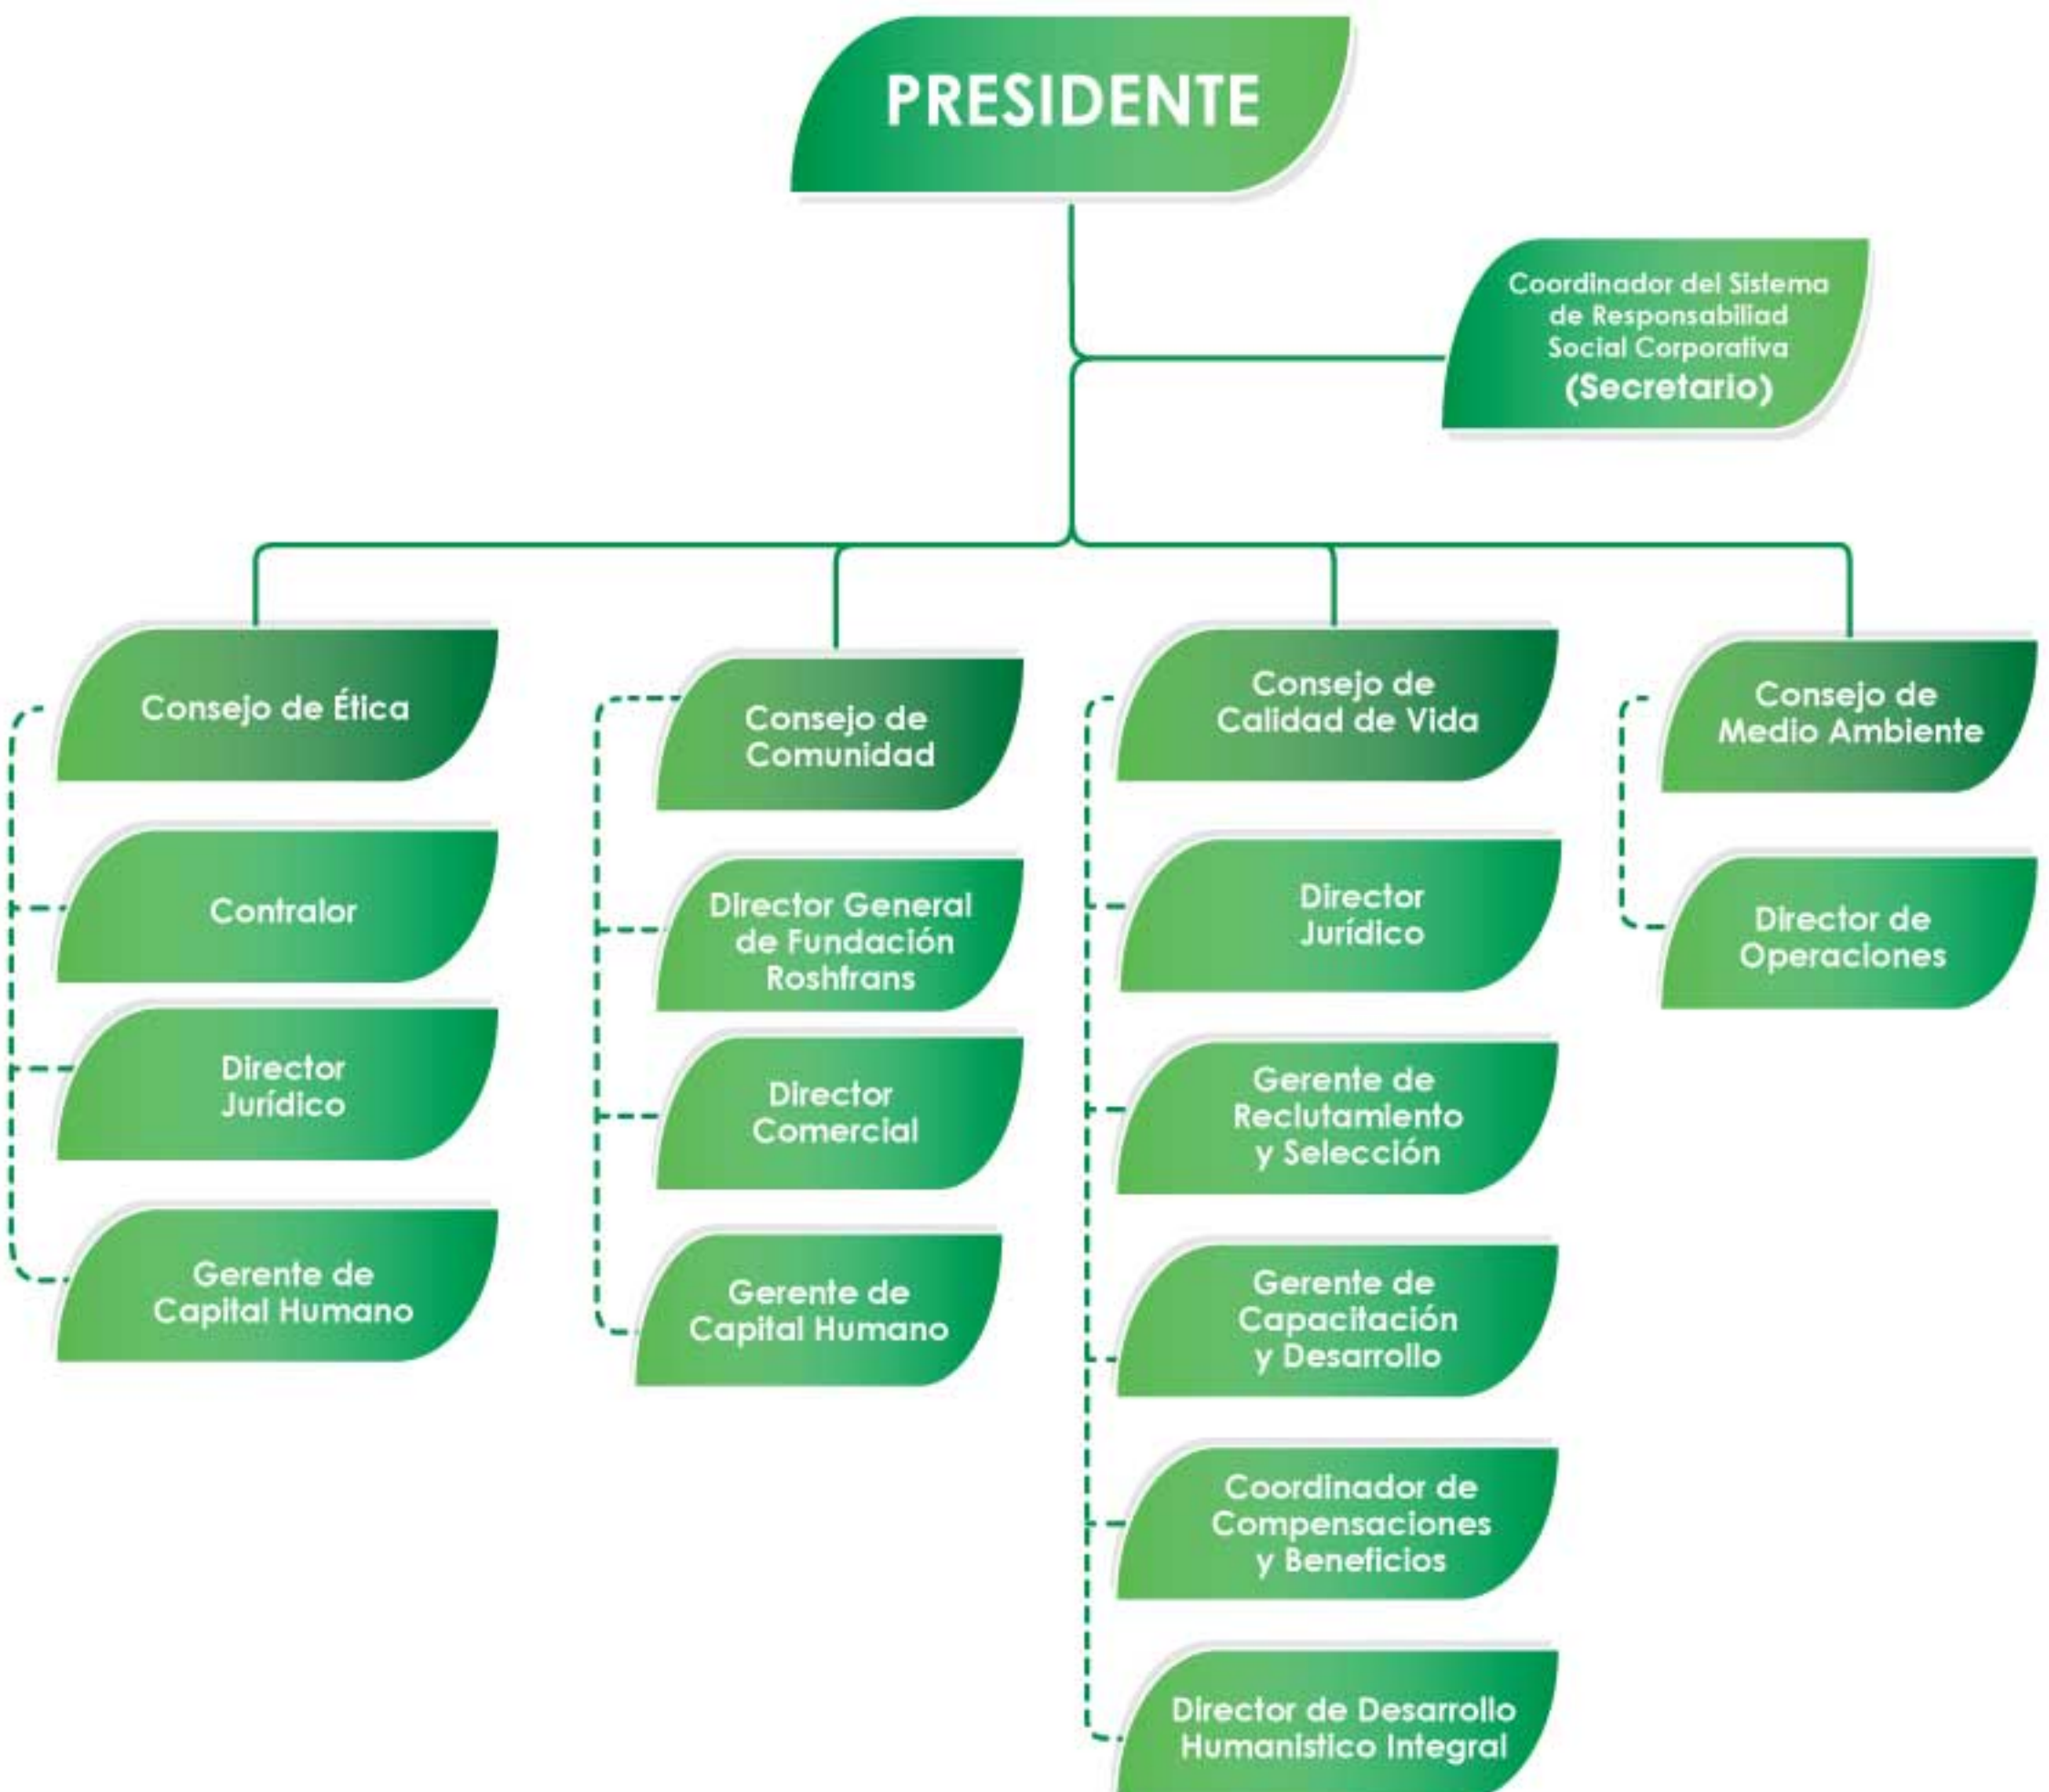 PRESIDENTE
Coordinador del Sistema
de Responsabiliad
Social Corporativa
(Secretario)
Consejo de Ética
Contralor
Director
Jurídico
Gerente de
Capital Humano
Consejo de
Comunidad
Director General
de Fundación
Roshfrans
Director
Comercial
Gerente de
Capital Humano
Consejo de
Calidad de Vida
Director
Jurídico
Gerente de
Reclutamiento
y Selección
Gerente de
Capacitación
y Desarrollo
Coordinador de
Compensaciones
y Beneficios
Director de Desarrollo
Humanistico Integral
Consejo de
Medio Ambiente
Director de
Operaciones